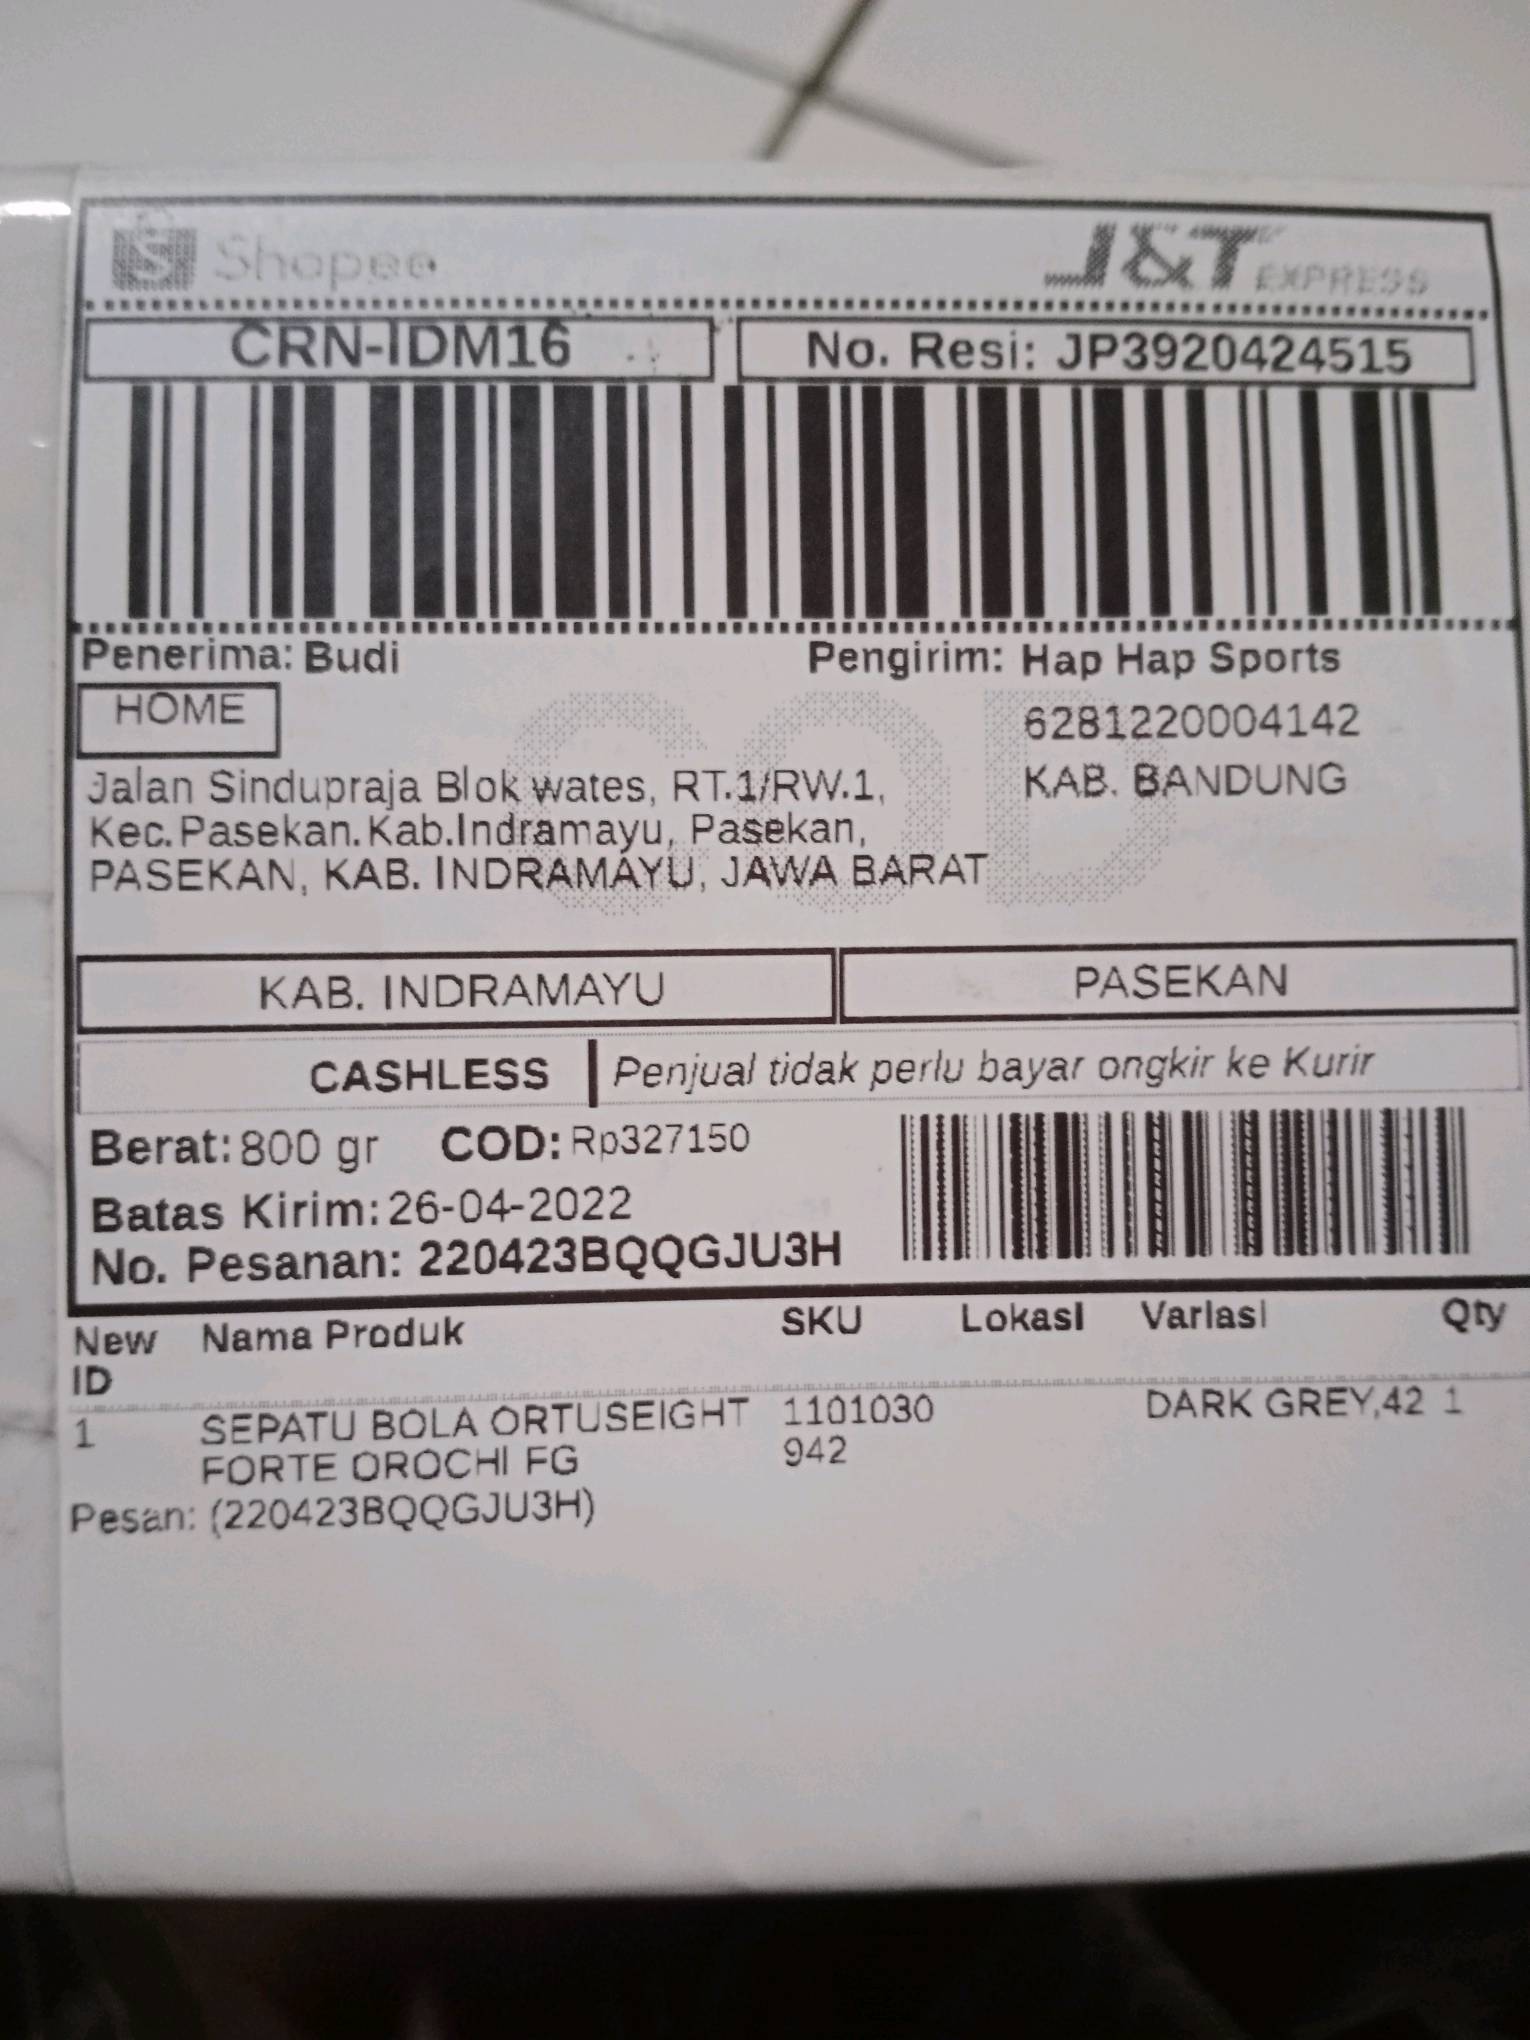 Shopee
J&T EXPRESS
CRN-IDM16
No. Resi: JP3920424515
Penerima: Budi
Pengirim: Hap Hap Sports
HOME
6281220004142
KAB. BANDUNG
COD
Jalan Sindupraja Blok wates, RT.1/RW.1,
Kec.Pasekan.Kab.Indramayu, Pasekan,
PASEKAN, KAB. INDRAMAYU, JAWA BARAT
KAB. INDRAMAYU
PASEKAN
CASHLESS
Penjual tidak perlu bayar ongkir ke Kurir
Berat: 800 gr COD: Rp327150
Batas Kirim: 26-04-2022
No. Pesanan: 220423BQQGJU3H
New ID Nama Produk SKU Lokasi Variasi Qty
1 SEPATU BOLA ORTUSEIGHT 1101030 DARK GREY,42 1
FORTE OROCHI FG 942
Pesan: (220423BQQGJU3H)